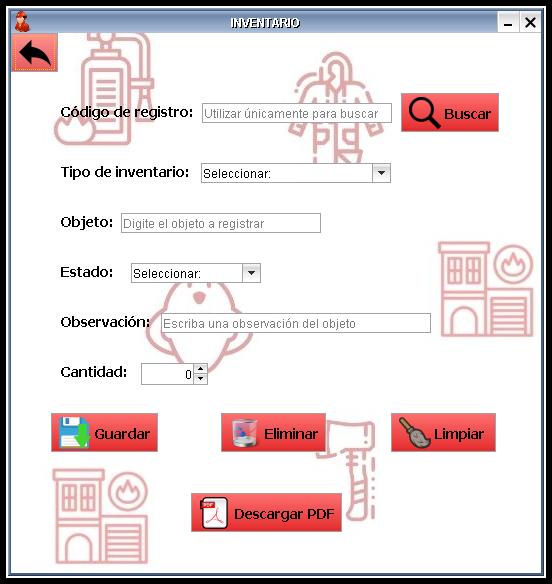 INVENTARIO
Código de registro: Utilizar únicamente para buscar Buscar
Tipo de inventario: Seleccionar:
Objeto: Digite el objeto a registrar
Estado: Seleccionar:
Observación: Escriba una observación del objeto
Cantidad: 0
Guardar Eliminar Limpiar
PDF Descargar PDF